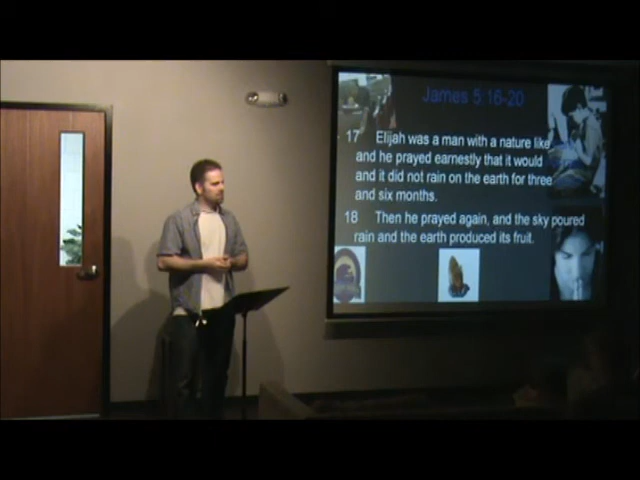 James 5:16-20
17 Elijah was a man with a nature like
and he prayed earnestly that it would
and it did not rain on the earth for three
and six months.
18 Then he prayed again, and the sky poured
rain and the earth produced its fruit.